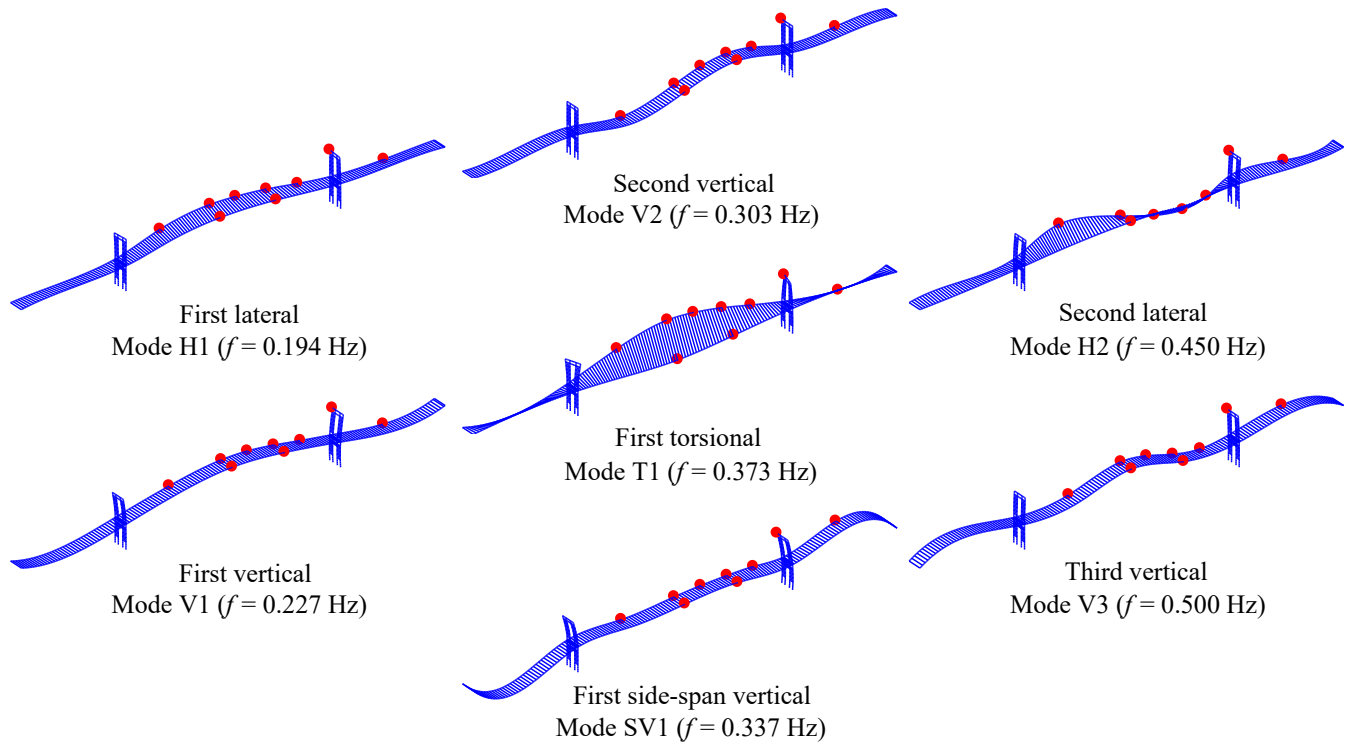 First lateral
Mode H1 (f = 0.194 Hz)
First vertical
Mode V1 (f = 0.227 Hz)
Second vertical
Mode V2 (f = 0.303 Hz)
First torsional
Mode T1 (f = 0.373 Hz)
First side-span vertical
Mode SV1 (f = 0.337 Hz)
Second lateral
Mode H2 (f = 0.450 Hz)
Third vertical
Mode V3 (f = 0.500 Hz)